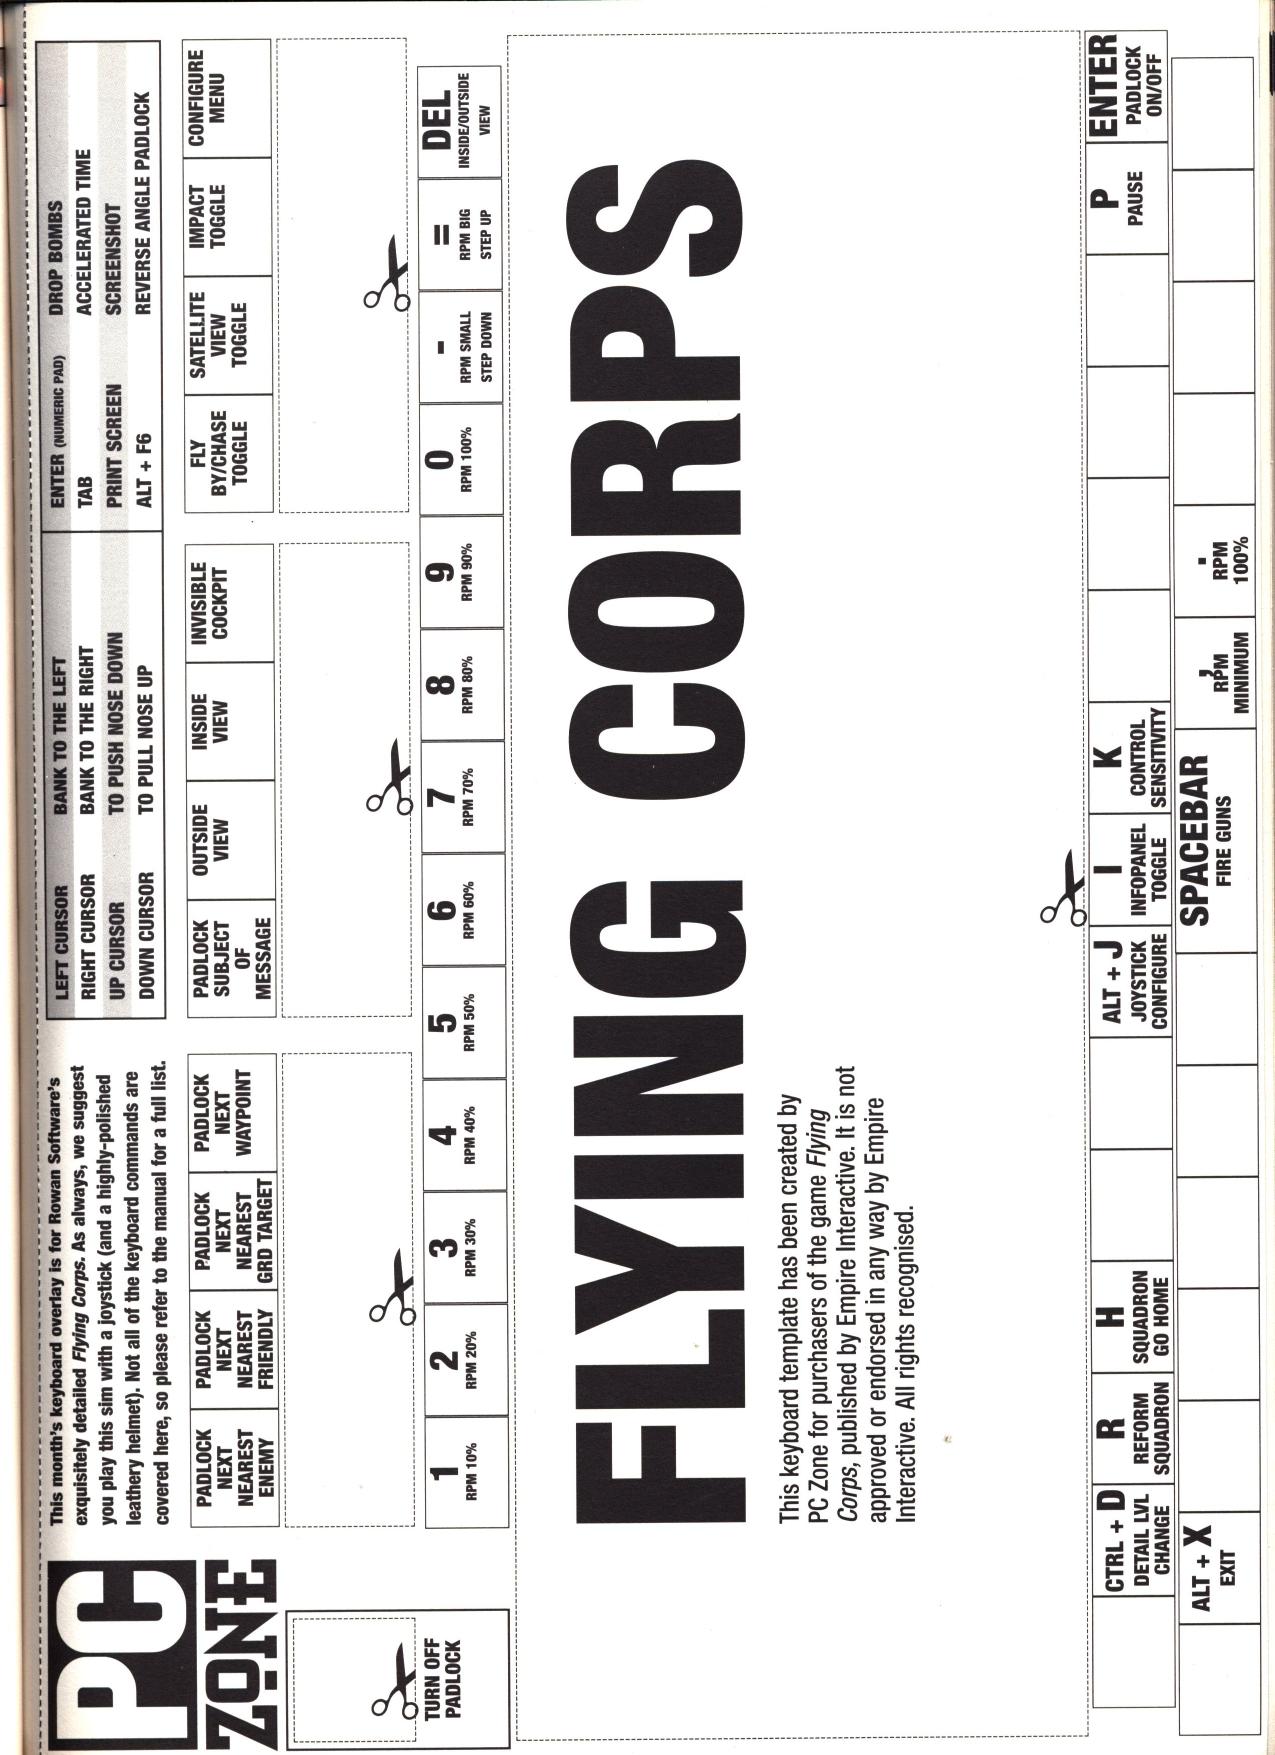 PC
ZONE
This month's keyboard overlay is for Rowan Software's
exquisitely detailed Flying Corps. As always, we suggest
you play this sim with a joystick (and a highly-polished
leathery helmet). Not all of the keyboard commands are
covered here, so please refer to the manual for a full list.
LEFT CURSOR BANK TO THE LEFT
RIGHT CURSOR BANK TO THE RIGHT
UP CURSOR TO PUSH NOSE DOWN
DOWN CURSOR TO PULL NOSE UP
ENTER (NUMERIC PAD) DROP BOMBS
TAB ACCELERATED TIME
PRINT SCREEN SCREENSHOT
ALT + F6 REVERSE ANGLE PADLOCK
PADLOCK
NEXT
NEAREST
ENEMY
PADLOCK
NEXT
NEAREST
FRIENDLY
PADLOCK
NEXT
NEAREST
GRD TARGET
PADLOCK
NEXT
WAYPOINT
PADLOCK
SUBJECT
OF
MESSAGE
OUTSIDE
VIEW
INSIDE
VIEW
INVISIBLE
COCKPIT
FLY
BY/CHASE
TOGGLE
SATELLITE
VIEW
TOGGLE
IMPACT
TOGGLE
CONFIGURE
MENU
TURN OFF
PADLOCK
1
RPM 10%
2
RPM 20%
3
RPM 30%
4
RPM 40%
5
RPM 50%
6
RPM 60%
7
RPM 70%
8
RPM 80%
9
RPM 90%
0
RPM 100%
-
RPM SMALL
STEP DOWN
=
RPM BIG
STEP UP
DEL
INSIDE/OUTSIDE
VIEW
FLYING CORPS
This keyboard template has been created by
PC Zone for purchasers of the game Flying
Corps, published by Empire Interactive. It is not
approved or endorsed in any way by Empire
Interactive. All rights recognised.
CTRL + D
DETAIL LVL
CHANGE
R
REFORM
SQUADRON
H
SQUADRON
GO HOME
ALT + J
JOYSTICK
CONFIGURE
I
INFOPANEL
TOGGLE
K
CONTROL
SENSITIVITY
P
PAUSE
ENTER
PADLOCK
ON/OFF
ALT + X
EXIT
SPACEBAR
FIRE GUNS
,
RPM
MINIMUM
.
RPM
100%